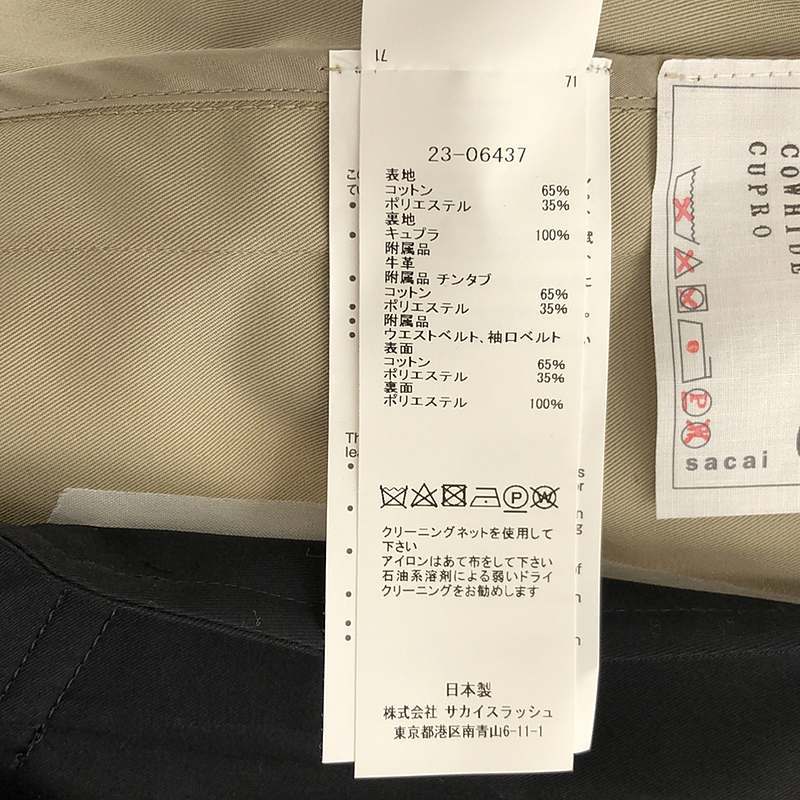 71
71
23-06437
表地
コットン 65%
ポリエステル 35%
裏地
キュプラ 100%
附属品
牛革
附属品 チンタブ
コットン 65%
ポリエステル 35%
附属品
ウエストベルト、袖口ベルト
表面
コットン 65%
ポリエステル 35%
裏面
ポリエステル 100%
P W
クリーニングネットを使用して
下さい
アイロンはあて布をして下さい
石油系溶剤による弱いドライ
クリーニングをお勧めします
日本製
株式会社 サカイスラッシュ
東京都港区南青山6-11-1
COWHIDE
CUPRO
P
sacai